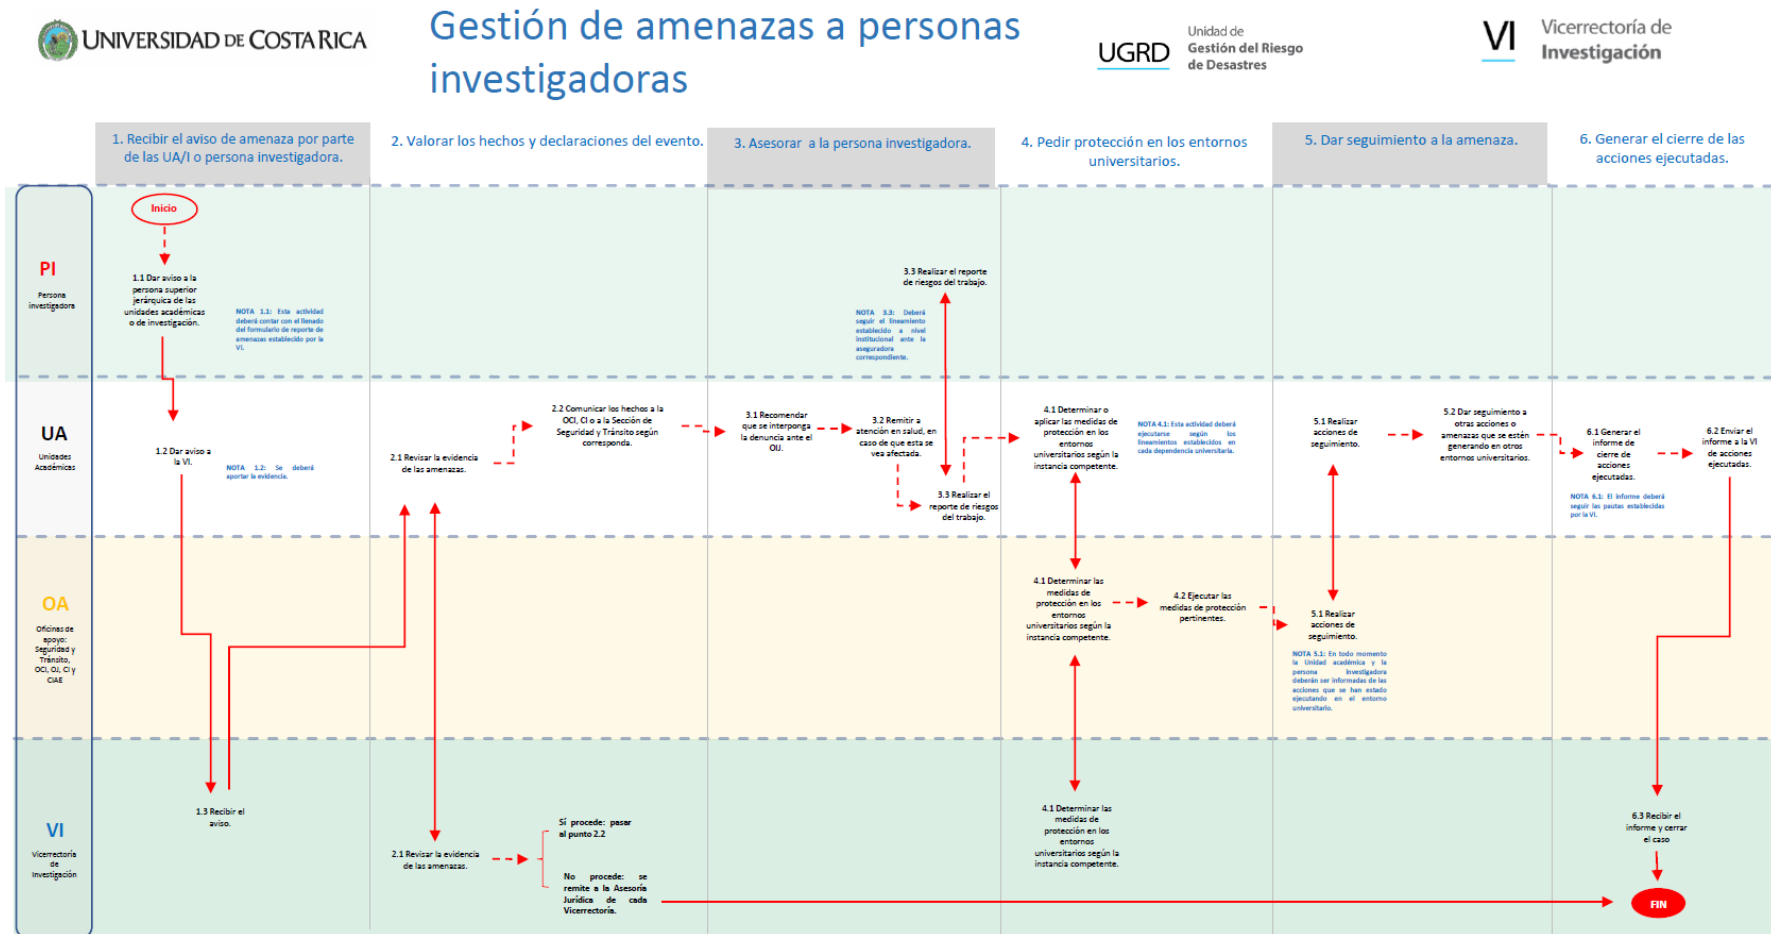 UNIVERSIDAD DE COSTA RICA
Gestión de amenazas a personas
investigadoras
UGRD
Unidad de
Gestión del Riesgo
de Desastres
VI
Vicerrectoría de
Investigación
1. Recibir el aviso de amenaza por parte
de las UA/I o persona investigadora.
2. Valorar los hechos y declaraciones del evento.
3. Asesorar a la persona investigadora.
4. Pedir protección en los entornos
universitarios.
5. Dar seguimiento a la amenaza.
6. Generar el cierre de las
acciones ejecutadas.
PI
Persona
investigadora
Inicio
1.1 Dar aviso a la
persona superior
jerárquica de las
unidades académicas
o de investigación.
NOTA 1.1: Esta actividad
deberá contar con el llenado
del formulario de reporte de
amenazas establecido por la
VI.
3.3 Realizar el reporte
de riesgos del trabajo.
NOTA 3.3: Deberá
seguir el lineamiento
establecido a nivel
institucional ante la
aseguradora
correspondiente.
UA
Unidades
Académicas
1.2 Dar aviso a
la VI.
NOTA 1.2: Se deberá
aportar la evidencia.
2.1 Revisar la evidencia
de las amenazas.
2.2 Comunicar los hechos a la
OCI, CI o a la Sección de
Seguridad y Tránsito según
corresponda.
3.1 Recomendar
que se interponga
la denuncia ante el
OIJ.
3.2 Remitir a
atención en salud, en
caso de que esta se
vea afectada.
3.3 Realizar el
reporte de riesgos
del trabajo.
4.1 Determinar o
aplicar las medidas de
protección en los
entornos
universitarios según la
instancia competente.
NOTA 4.1: Esta actividad deberá
ejecutarse según los
lineamientos establecidos en
cada dependencia universitaria.
5.1 Realizar
acciones de
seguimiento.
5.2 Dar seguimiento a
otras acciones o
amenazas que se estén
generando en otros
entornos universitarios.
6.1 Generar el
informe de
cierre de
acciones
ejecutadas.
NOTA 6.1: El informe deberá
seguir las pautas establecidas
por la VI.
6.2 Enviar el
informe a la VI
de acciones
ejecutadas.
OA
Oficinas de
apoyo:
Seguridad y
Tránsito,
OCI, OJ, CI y
CIAE
4.1 Determinar las
medidas de
protección en los
entornos
universitarios según la
instancia competente.
4.2 Ejecutar las
medidas de protección
pertinentes.
5.1 Realizar
acciones de
seguimiento.
NOTA 5.1: En todo momento
la Unidad académica y la
persona investigadora
deberán ser informadas de las
acciones que se han estado
ejecutando en el entorno
universitario.
VI
Vicerrectoría
de
Investigación
1.3 Recibir el
aviso.
2.1 Revisar la evidencia
de las amenazas.
Sí procede: pasar
al punto 2.2
No procede: se
remite a la Asesoría
Jurídica de cada
Vicerrectoría.
4.1 Determinar las
medidas de
protección en los
entornos
universitarios según la
instancia competente.
6.3 Recibir el
informe y cerrar
el caso
FIN